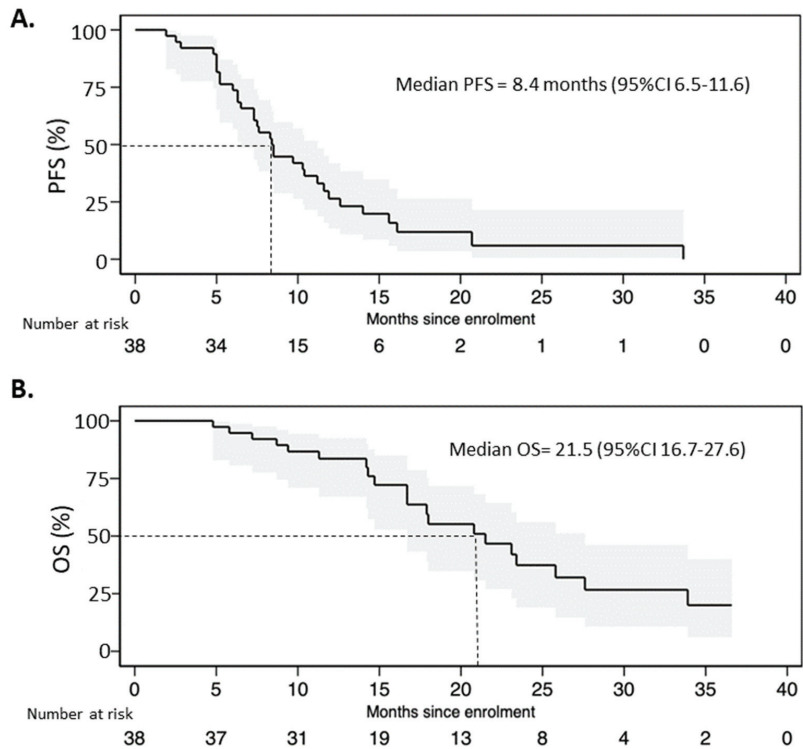 A.
100
75
50
25
0
PFS (%)
Median PFS = 8.4 months (95%CI 6.5-11.6)
0 5 10 15 20 25 30 35 40
Months since enrolment
Number at risk
38 34 15 6 2 1 1 0 0
B.
100
75
50
25
0
OS (%)
Median OS= 21.5 (95%CI 16.7-27.6)
0 5 10 15 20 25 30 35 40
Months since enrolment
Number at risk
38 37 31 19 13 8 4 2 0